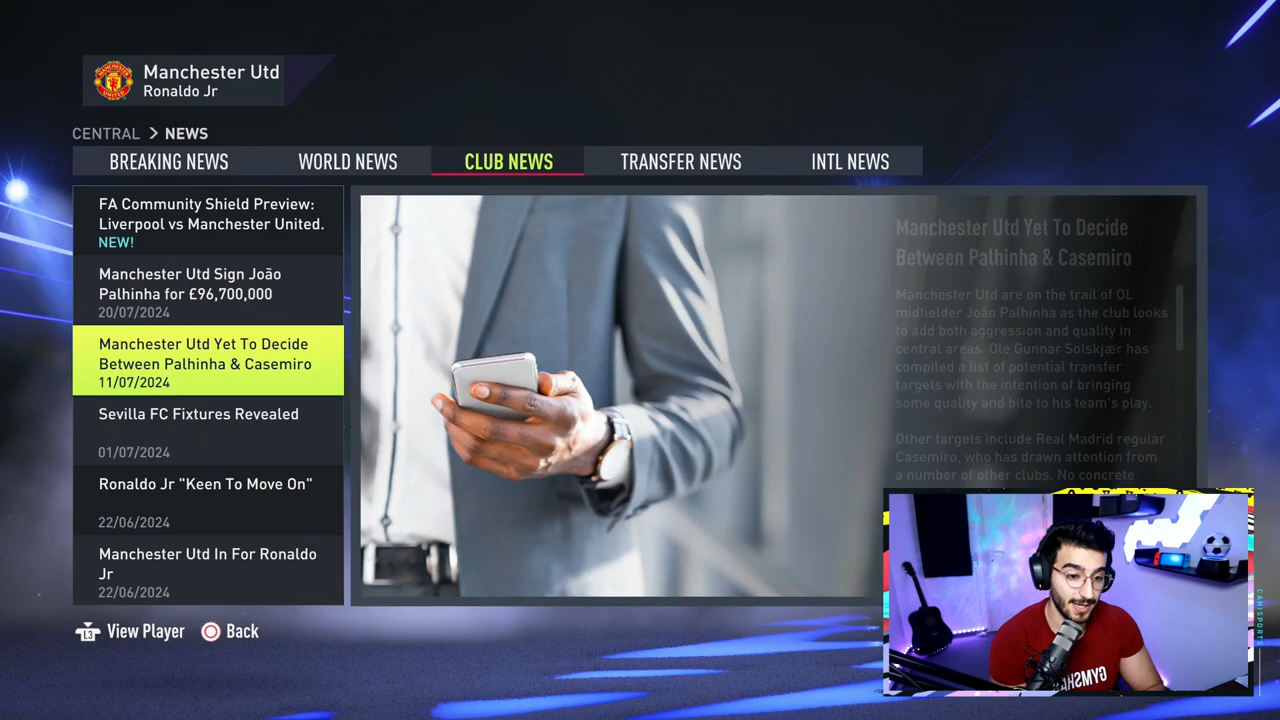 Manchester Utd
Ronaldo Jr
CENTRAL > NEWS
BREAKING NEWS
WORLD NEWS
CLUB NEWS
TRANSFER NEWS
INTL NEWS
FA Community Shield Preview:
Liverpool vs Manchester United.
NEW!
Manchester Utd Sign João
Palhinha for £96,700,000
20/07/2024
Manchester Utd Yet To Decide
Between Palhinha & Casemiro
11/07/2024
Sevilla FC Fixtures Revealed
01/07/2024
Ronaldo Jr "Keen To Move On"
22/06/2024
Manchester Utd In For Ronaldo
Jr
22/06/2024
Manchester Utd Yet To Decide
Between Palhinha & Casemiro
Manchester Utd are on the trail of OL
midfielder João Palhinha as the club looks
to add both aggression and quality in
central areas. Ole Gunnar Solskjær has
compiled a list of potential transfer
targets with the intention of bringing
some quality and bite to his team's play.
Other targets include Real Madrid regular
Casemiro, who has drawn attention from
a number of other clubs. No concrete
L3 View Player
Back
GYMSHA